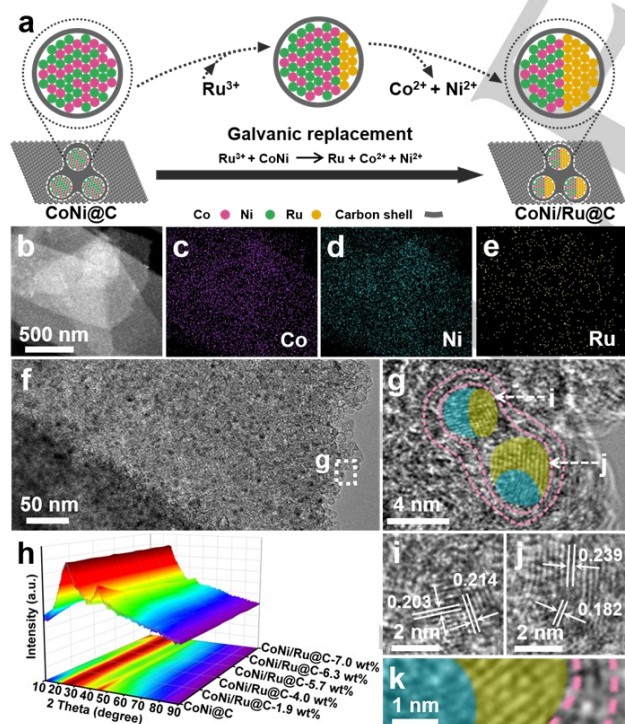 a
Ru³⁺
Co²⁺ + Ni²⁺
Galvanic replacement
Ru³⁺ + CoNi → Ru + Co²⁺ + Ni²⁺
CoNi@C
CoNi/Ru@C
Co Ni Ru Carbon shell
b
500 nm
c
Co
d
Ni
e
Ru
f
g
50 nm
g
i
j
4 nm
h
Intensity (a.u.)
10 20 30 40 50 60 70 80 90
2 Theta (degree)
CoNi/Ru@C-7.0 wt%
CoNi/Ru@C-6.3 wt%
CoNi/Ru@C-5.7 wt%
CoNi/Ru@C-4.0 wt%
CoNi/Ru@C-1.9 wt%
CoNi@C
i
0.203
0.214
2 nm
j
0.239
0.182
2 nm
k
1 nm